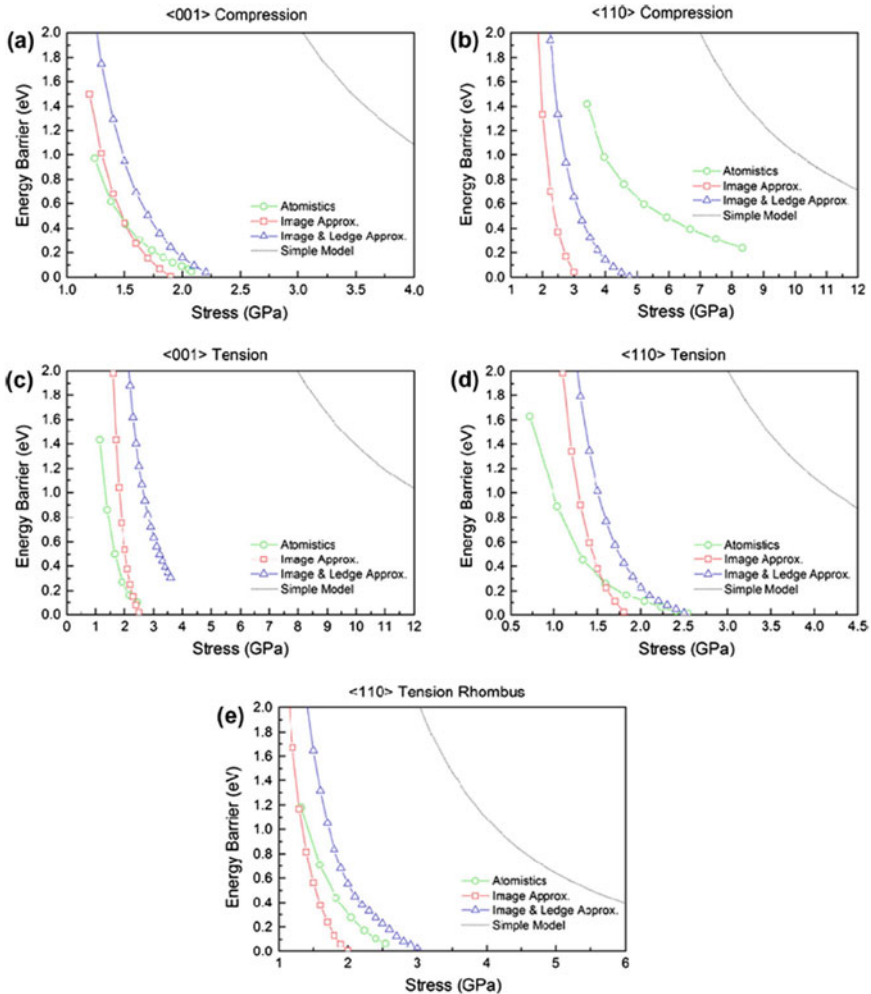 <001> Compression
(a)
Energy Barrier (eV)
2.0
1.8
1.6
1.4
1.2
1.0
0.8
0.6
0.4
0.2
0.0
Atomistics
Image Approx.
Image & Ledge Approx.
Simple Model
1.0 1.5 2.0 2.5 3.0 3.5 4.0
Stress (GPa)
<110> Compression
(b)
Energy Barrier (eV)
2.0
1.8
1.6
1.4
1.2
1.0
0.8
0.6
0.4
0.2
0.0
Atomistics
Image Approx.
Image & Ledge Approx.
Simple Model
1 2 3 4 5 6 7 8 9 10 11 12
Stress (GPa)
<001> Tension
(c)
Energy Barrier (eV)
2.0
1.8
1.6
1.4
1.2
1.0
0.8
0.6
0.4
0.2
0.0
Atomistics
Image Approx.
Image & Ledge Approx.
Simple Model
0 1 2 3 4 5 6 7 8 9 10 11 12
Stress (GPa)
<110> Tension
(d)
Energy Barrier (eV)
2.0
1.8
1.6
1.4
1.2
1.0
0.8
0.6
0.4
0.2
0.0
Atomistics
Image Approx.
Image & Ledge Approx.
Simple Model
0.5 1.0 1.5 2.0 2.5 3.0 3.5 4.0 4.5
Stress (GPa)
<110> Tension Rhombus
(e)
Energy Barrier (eV)
2.0
1.8
1.6
1.4
1.2
1.0
0.8
0.6
0.4
0.2
0.0
Atomistics
Image Approx.
Image & Ledge Approx.
Simple Model
1 2 3 4 5 6
Stress (GPa)